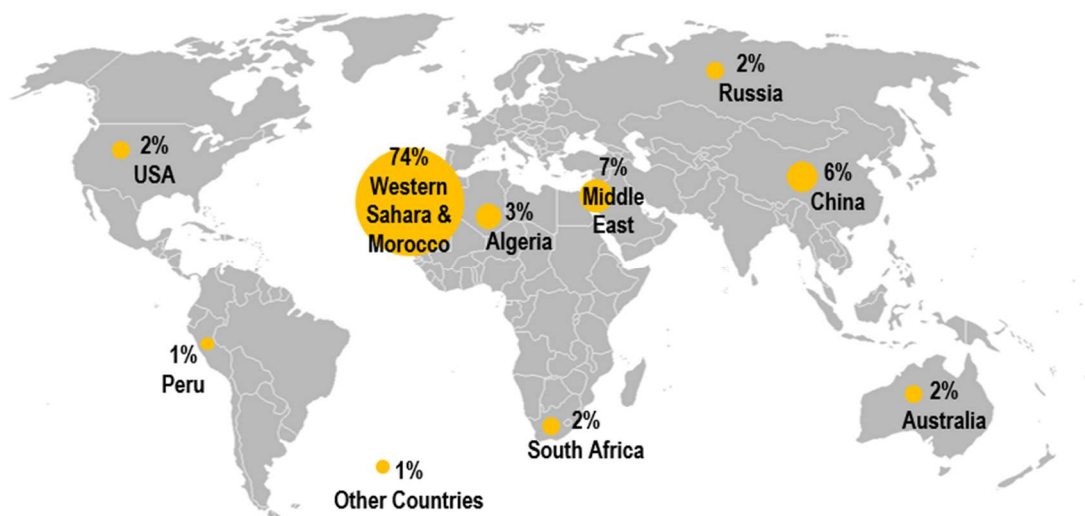 2%
Russia
2%
USA
74%
Western
Sahara &
Morocco
3%
Algeria
7%
Middle
East
6%
China
1%
Peru
2%
Australia
2%
South Africa
1%
Other Countries